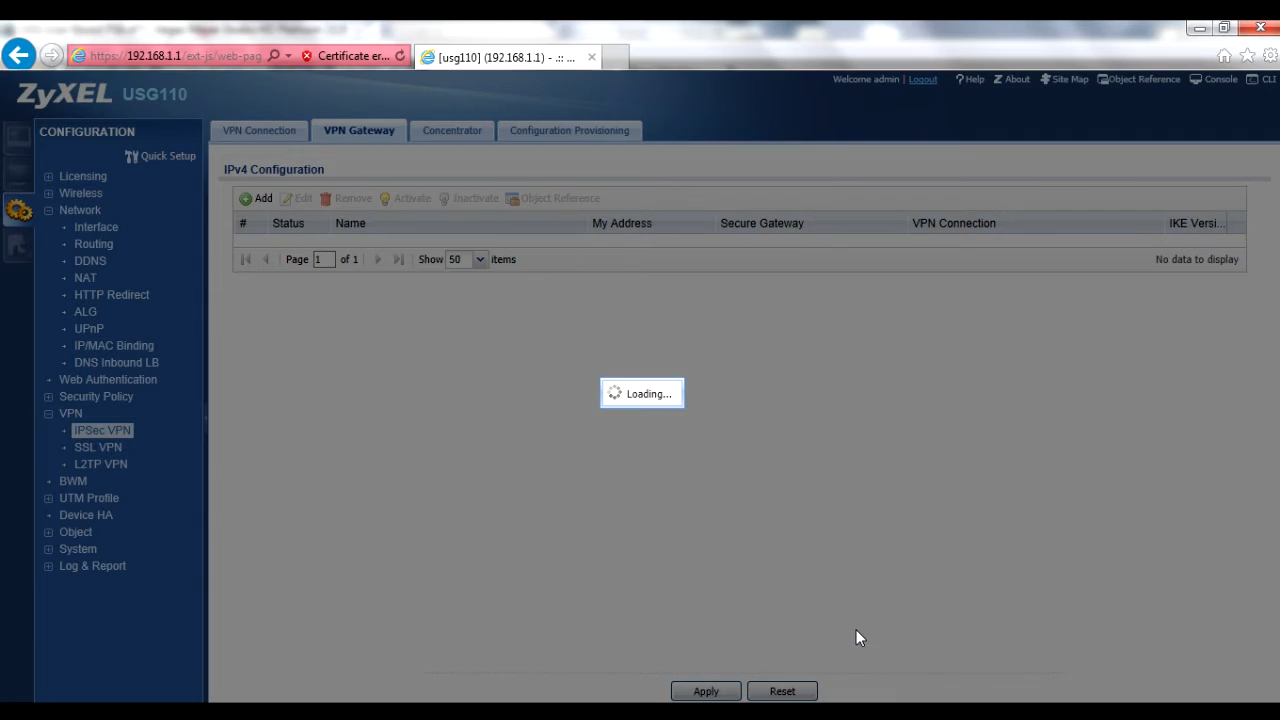 https://192.168.1.1/ext-js/web-pag
Certificate er...
[usg110] (192.168.1.1) - .:: ...
ZyXEL USG110
Welcome admin | Logout
?Help
About
Site Map
Object Reference
Console
CLI
CONFIGURATION
Quick Setup
Licensing
Wireless
Network
Interface
Routing
DDNS
NAT
HTTP Redirect
ALG
UPnP
IP/MAC Binding
DNS Inbound LB
Web Authentication
Security Policy
VPN
IPSec VPN
SSL VPN
L2TP VPN
BWM
UTM Profile
Device HA
Object
System
Log & Report
VPN Connection
VPN Gateway
Concentrator
Configuration Provisioning
IPv4 Configuration
Add
Edit
Remove
Activate
Inactivate
Object Reference
# Status Name My Address Secure Gateway VPN Connection IKE Versi...
Page 1 of 1 Show 50 items No data to display
Loading...
Apply
Reset